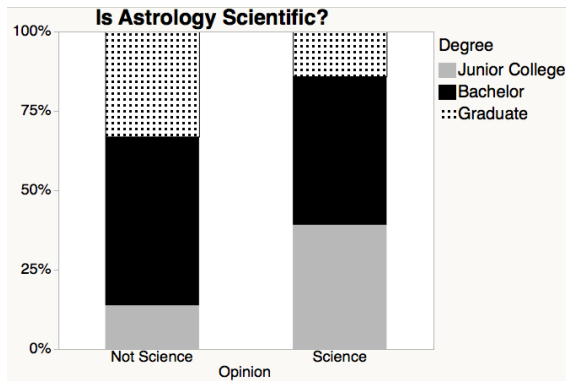 Is Astrology Scientific?
100%
75%
50%
25%
0%
Not Science
Science
Opinion
Degree
Junior College
Bachelor
Graduate